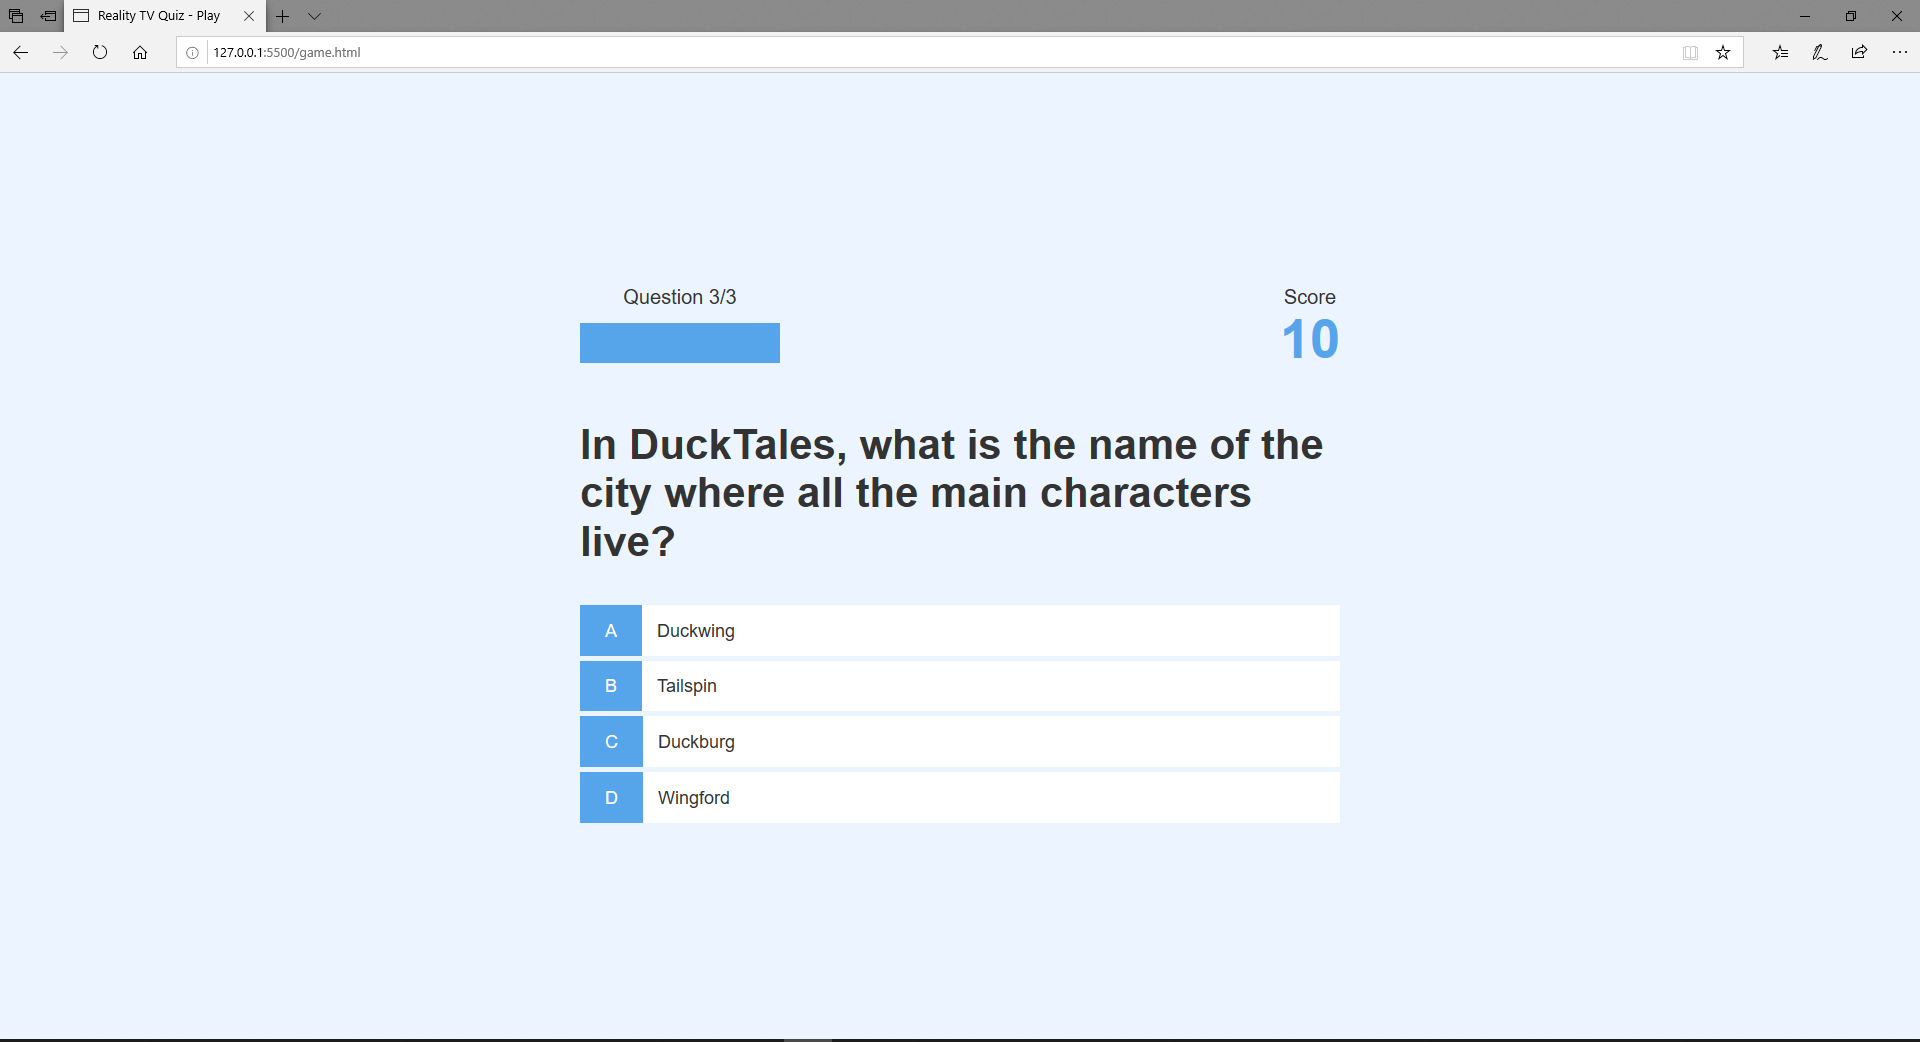 Reality TV Quiz - Play
127.0.0.1:5500/game.html
Question 3/3
Score
10
In DuckTales, what is the name of the
city where all the main characters
live?
A Duckwing
B Tailspin
C Duckburg
D Wingford